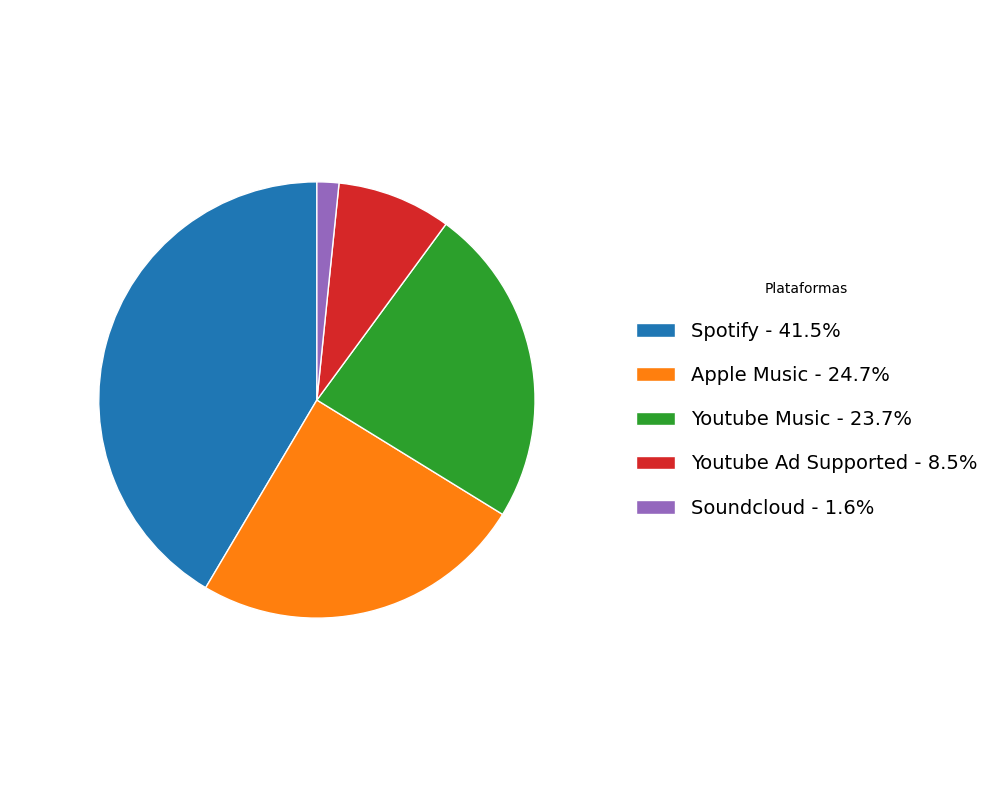 Plataformas
Spotify - 41.5%
Apple Music - 24.7%
Youtube Music - 23.7%
Youtube Ad Supported - 8.5%
Soundcloud - 1.6%